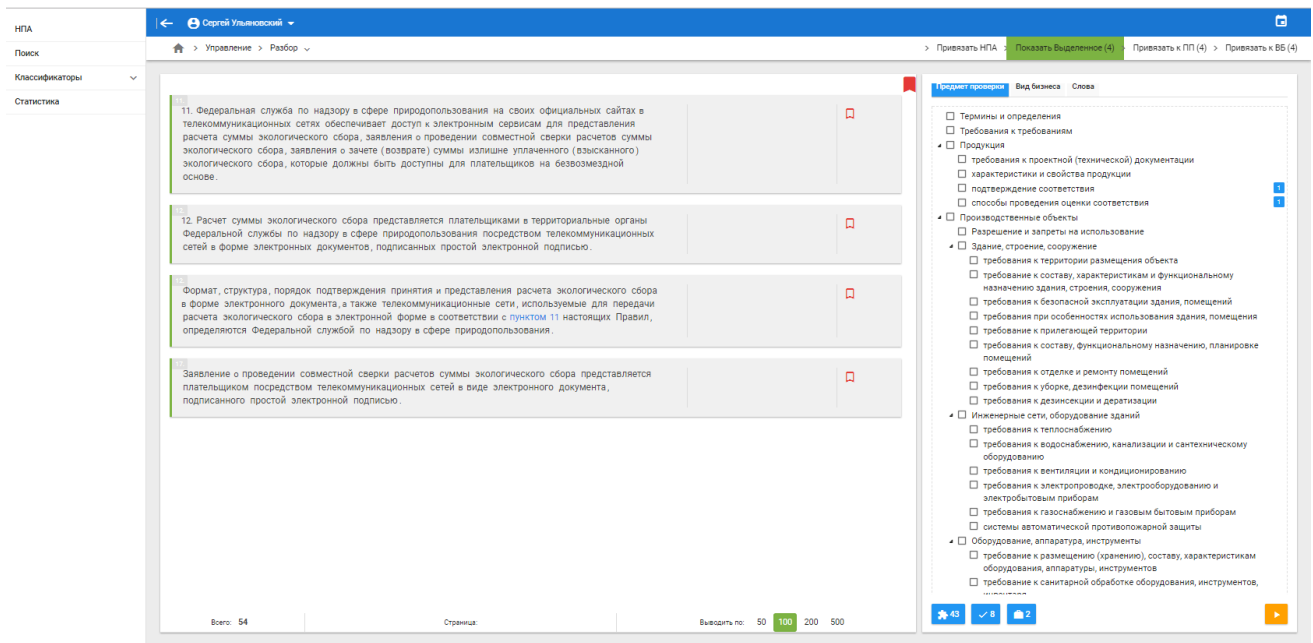 НПА
Поиск
Классификаторы
Статистика
Сергей Ульяновский
> Управление > Разбор
> Привязать НПА > Показать Выделенное (4) Привязать к ПП (4) > Привязать к ВБ (4)
11. Федеральная служба по надзору в сфере природопользования на своих официальных сайтах в
телекоммуникационных сетях обеспечивает доступ к электронным сервисам для представления
расчета суммы экологического сбора, заявления о проведении совместной сверки расчетов суммы
экологического сбора, заявления о зачете (возврате) суммы излишне уплаченного (взысканного)
экологического сбора, которые должны быть доступны для плательщиков на безвозмездной
основе.
12. Расчет суммы экологического сбора представляется плательщиками в территориальные органы
Федеральной службы по надзору в сфере природопользования посредством телекоммуникационных
сетей в форме электронных документов, подписанных простой электронной подписью.
Формат, структура, порядок подтверждения принятия и представления расчета экологического сбора
в форме электронного документа, а также телекоммуникационные сети, используемые для передачи
расчета экологического сбора в электронной форме в соответствии с пунктом 11 настоящих Правил,
определяются Федеральной службой по надзору в сфере природопользования.
Заявление о проведении совместной сверки расчетов суммы экологического сбора представляется
плательщиком посредством телекоммуникационных сетей в виде электронного документа,
подписанного простой электронной подписью.
Всего: 54
Страница:
Выводить по: 50 100 200 500
Предмет проверки Вид бизнеса Слова
Термины и определения
Требования к требованиям
Продукция
требования к проектной (технической) документации
характеристики и свойства продукции
подтверждение соответствия 1
способы проведения оценки соответствия 1
Производственные объекты
Разрешение и запреты на использование
Здание, строение, сооружение
требования к территории размещения объекта
требование к составу, характеристикам и функциональному
назначению здания, строения, сооружения
требования к безопасной эксплуатации здания, помещений
требования при особенностях использования здания, помещения
требование к прилегающей территории
требования к составу, функциональному назначению, планировке
помещений
требования к отделке и ремонту помещений
требования к уборке, дезинфекции помещений
требования к дезинсекции и дератизации
Инженерные сети, оборудование зданий
требования к теплоснабжению
требования к водоснабжению, канализации и сантехническому
оборудованию
требования к вентиляции и кондиционированию
требования к электропроводке, электрооборудованию и
электробытовым приборам
требования к газоснабжению и газовым бытовым приборам
системы автоматической противопожарной защиты
Оборудование, аппаратура, инструменты
требование к размещению (хранению), составу, характеристикам
оборудования, аппаратуры, инструментов
требование к санитарной обработке оборудования, инструментов,
43 8 2